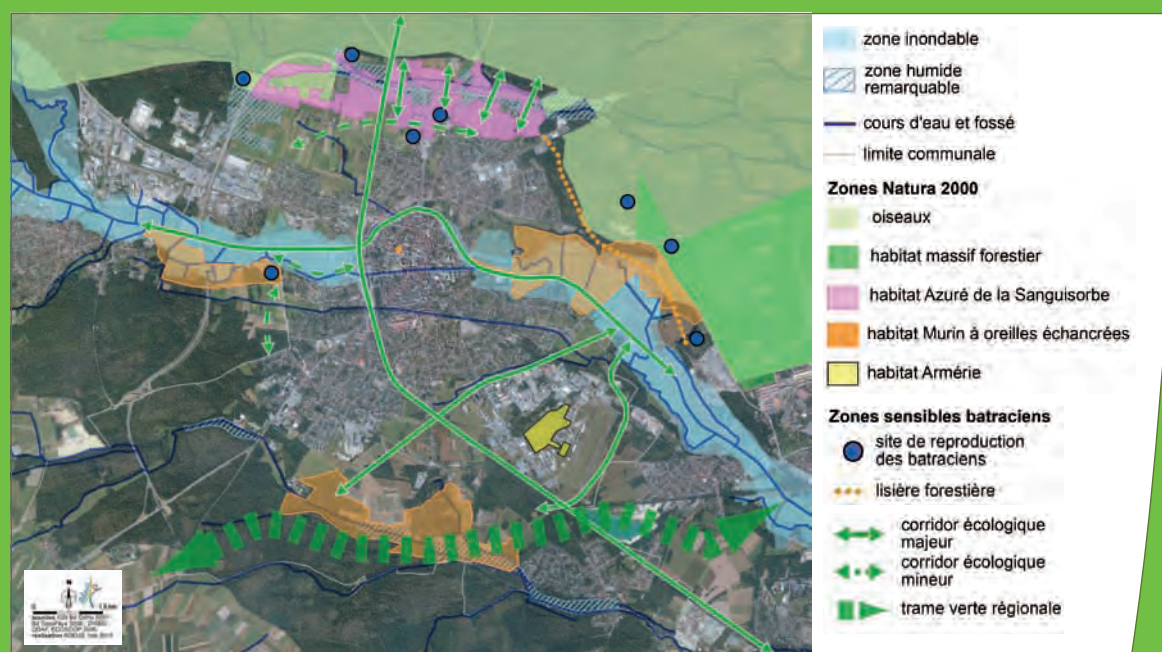 zone inondable
zone humide
remarquable
cours d'eau et fossé
limite communale
Zones Natura 2000
oiseaux
habitat massif forestier
habitat Azuré de la Sanguisorbe
habitat Murin à oreilles échancrées
habitat Armérie
Zones sensibles batraciens
site de reproduction
des batraciens
lisière forestière
corridor écologique
majeur
corridor écologique
mineur
trame verte régionale
0